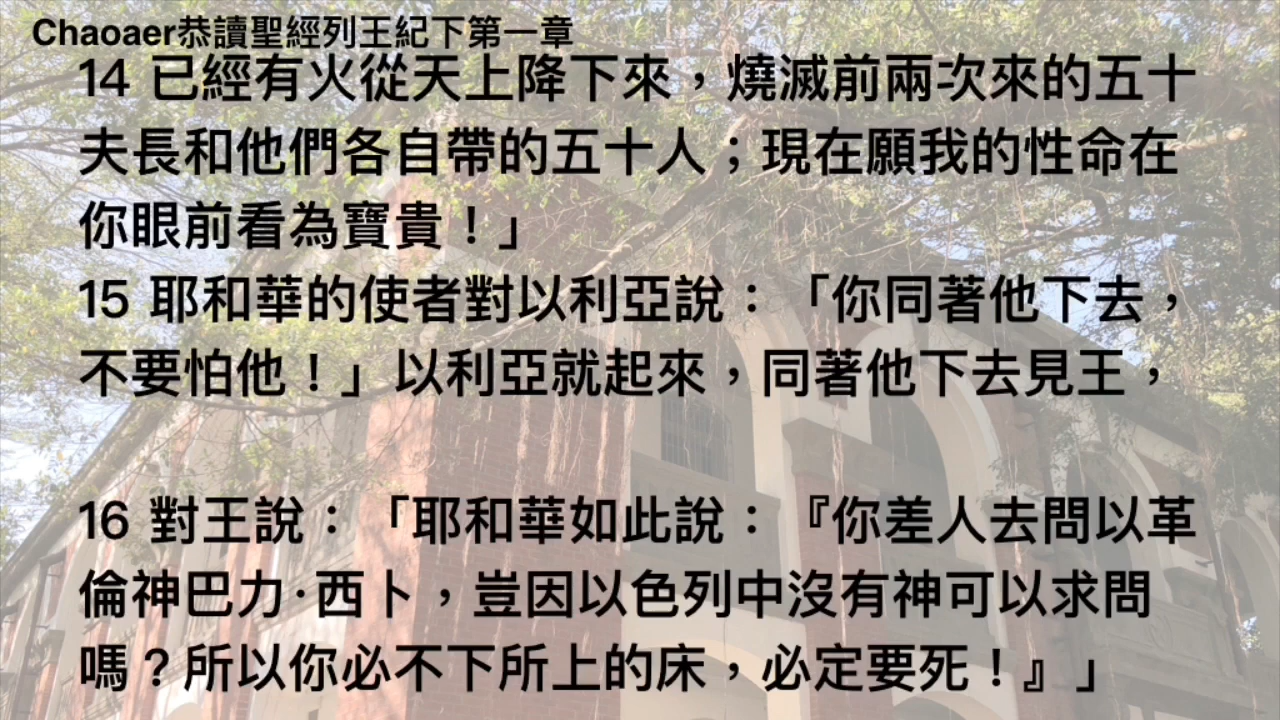 Chaoaer恭讀聖經列王紀下第一章
14 已經有火從天上降下來，燒滅前兩次來的五十
夫長和他們各自帶的五十人；現在願我的性命在
你眼前看為寶貴！」
15 耶和華的使者對以利亞說：「你同著他下去，
不要怕他！」以利亞就起來，同著他下去見王，
16 對王說：「耶和華如此說：『你差人去問以革
倫神巴力·西卜，豈因以色列中沒有神可以求問
嗎？所以你必不下所上的床，必定要死！』」